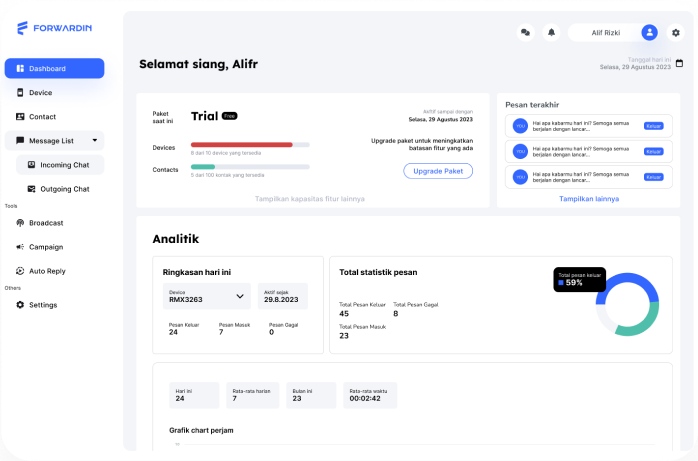 FORWARDIN
Alif Rizki
Dashboard
Device
Contact
Message List
Incoming Chat
Outgoing Chat
Tools
Broadcast
Campaign
Auto Reply
Others
Settings
Selamat siang, Alifr
Tanggal hari ini
Selasa, 29 Agustus 2023
Paket saat ini
Trial
Free
Aktif sampai dengan
Selasa, 29 Agustus 2023
Devices
8 dari 10 device yang tersedia
Contacts
5 dari 100 kontak yang tersedia
Upgrade paket untuk meningkatkan
batasan fitur yang ada
Upgrade Paket
Tampilkan kapasitas fitur lainnya
Pesan terakhir
YOU
Hai apa kabarmu hari ini? Semoga semua
berjalan dengan lancar...
Keluar
YOU
Hai apa kabarmu hari ini? Semoga semua
berjalan dengan lancar...
Keluar
YOU
Hai apa kabarmu hari ini? Semoga semua
berjalan dengan lancar...
Keluar
Tampilkan lainnya
Analitik
Ringkasan hari ini
Device
RMX3263
Aktif sejak
29.8.2023
Pesan Keluar
24
Pesan Masuk
7
Pesan Gagal
0
Total statistik pesan
Total Pesan Keluar
45
Total Pesan Gagal
8
Total Pesan Masuk
23
Total pesan keluar
59%
Hari ini
24
Rata-rata harian
7
Bulan ini
23
Rata-rata waktu
00:02:42
Grafik chart perjam